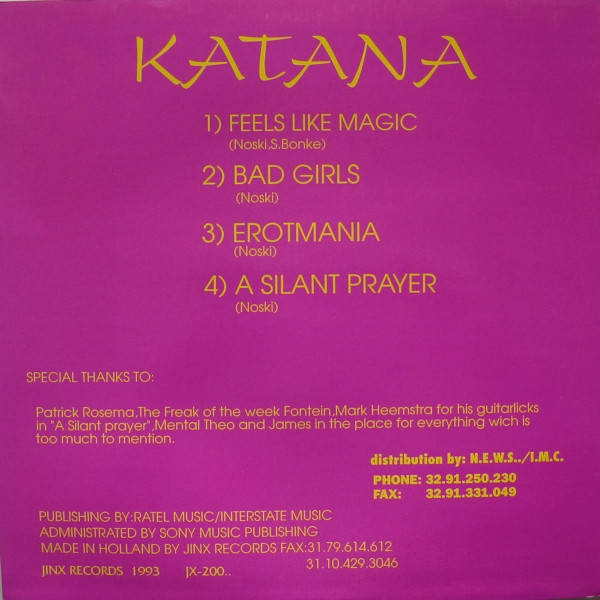 KATANA
1) FEELS LIKE MAGIC
(Noski,S.Bonke)
2) BAD GIRLS
(Noski)
3) EROTMANIA
(Noski)
4) A SILANT PRAYER
(Noski)
SPECIAL THANKS TO:
Patrick Rosema,The Freak of the week Fontein,Mark Heemstra for his guitarlicks
in "A Silant prayer",Mental Theo and James in the place for everything wich is
too much to mention.
distribution by: N.E.W.S../I.M.C.
PHONE: 32.91.250.230
FAX: 32.91.331.049
PUBLISHING BY:RATEL MUSIC/INTERSTATE MUSIC
ADMINISTRATED BY SONY MUSIC PUBLISHING
MADE IN HOLLAND BY JINX RECORDS FAX:31.79.614.612
31.10.429.3046
JINX RECORDS 1993 JX-200..